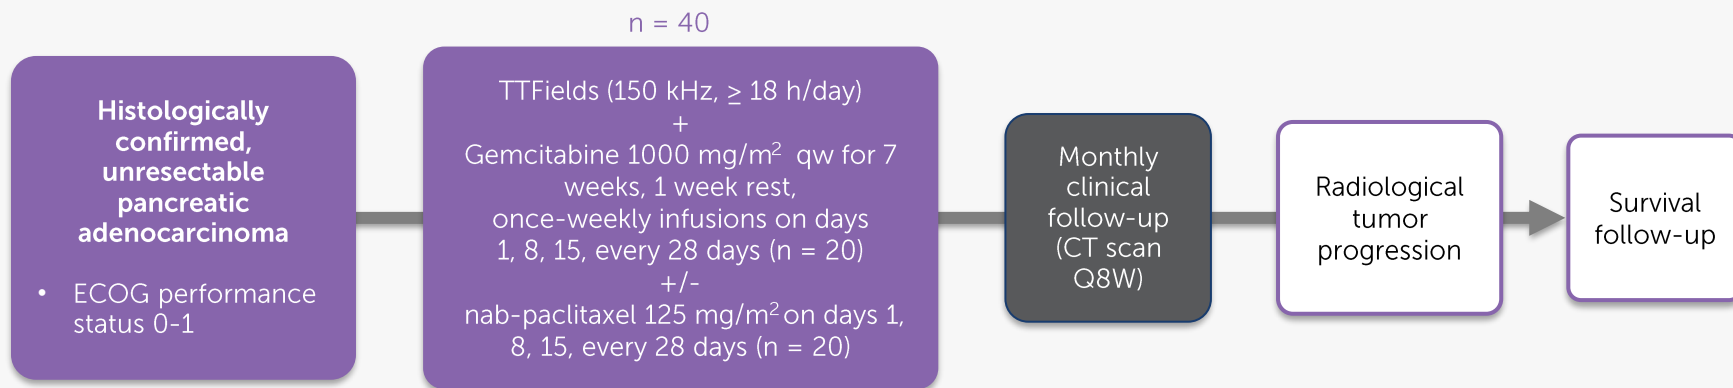 n = 40
Histologically
confirmed,
unresectable
pancreatic
adenocarcinoma
• ECOG performance
status 0-1
TTFields (150 kHz, ≥ 18 h/day)
+
Gemcitabine 1000 mg/m² qw for 7
weeks, 1 week rest,
once-weekly infusions on days
1, 8, 15, every 28 days (n = 20)
+/-
nab-paclitaxel 125 mg/m² on days 1,
8, 15, every 28 days (n = 20)
Monthly
clinical
follow-up
(CT scan
Q8W)
Radiological
tumor
progression
Survival
follow-up